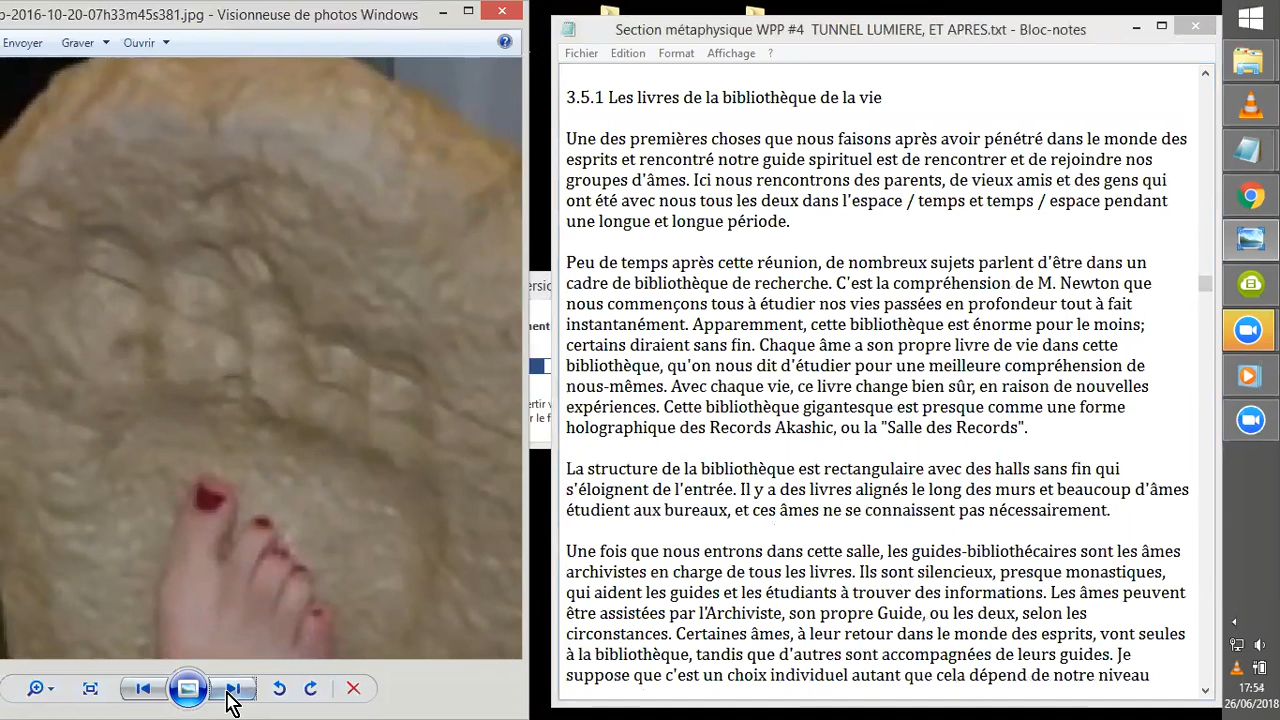 -2016 -20-07h33m45s381.jpg - Visionneuse de photos Windows
Envoyer Graver Ouvrir
Section métaphysique WPP #4 TUNNEL LUMIERE, ET APRES.txt - Bloc-notes
Fichier Edition Format Affichage ?
3.5.1 Les livres de la bibliothèque de la vie
Une des premières choses que nous faisons après avoir pénétré dans le monde des
esprits et rencontré notre guide spirituel est de rencontrer et de rejoindre nos
groupes d'âmes. Ici nous rencontrons des parents, de vieux amis et des gens qui
ont été avec nous tous les deux dans l'espace / temps et temps / espace pendant
une longue et longue période.
Peu de temps après cette réunion, de nombreux sujets parlent d'être dans un
cadre de bibliothèque de recherche. C'est la compréhension de M. Newton que
nous commençons tous à étudier nos vies passées en profondeur tout à fait
instantanément. Apparemment, cette bibliothèque est énorme pour le moins;
certains diraient sans fin. Chaque âme a son propre livre de vie dans cette
bibliothèque, qu'on nous dit d'étudier pour une meilleure compréhension de
nous-mêmes. Avec chaque vie, ce livre change bien sûr, en raison de nouvelles
expériences. Cette bibliothèque gigantesque est presque comme une forme
holographique des Records Akashic, ou la "Salle des Records".
La structure de la bibliothèque est rectangulaire avec des halls sans fin qui
s'éloignent de l'entrée. Il y a des livres alignés le long des murs et beaucoup d'âmes
étudient aux bureaux, et ces âmes ne se connaissent pas nécessairement.
Une fois que nous entrons dans cette salle, les guides-bibliothécaires sont les âmes
archivistes en charge de tous les livres. Ils sont silencieux, presque monastiques,
qui aident les guides et les étudiants à trouver des informations. Les âmes peuvent
être assistées par l'Archiviste, son propre Guide, ou les deux, selon les
circonstances. Certaines âmes, à leur retour dans le monde des esprits, vont seules
à la bibliothèque, tandis que d'autres sont accompagnées de leurs guides. Je
suppose que c'est un choix individuel autant que cela dépend de notre niveau
17:54
26/06/2018